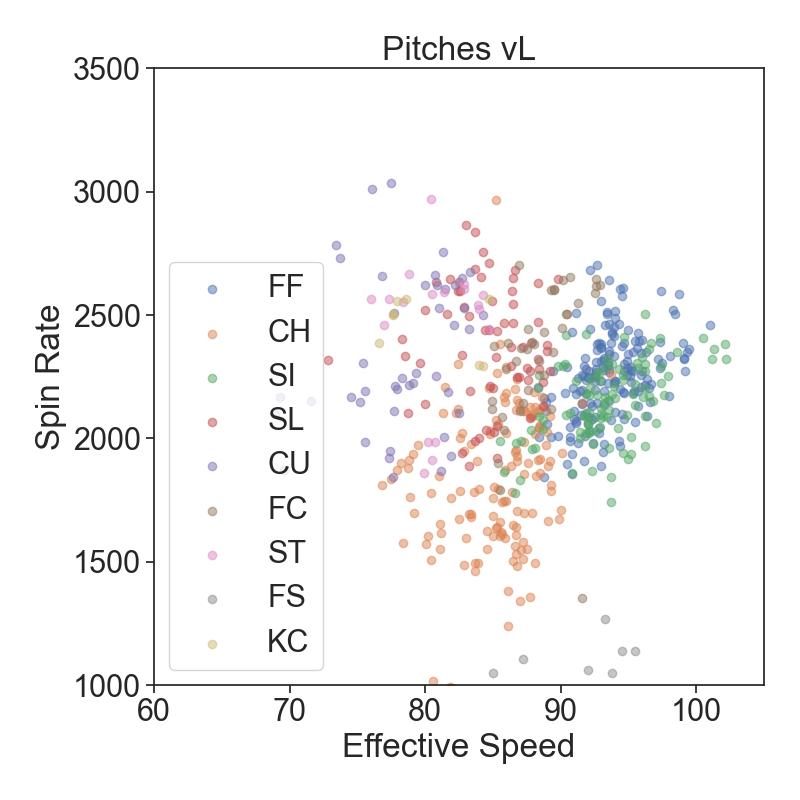 Pitches vL
3500
3000
2500
2000
1500
1000
Spin Rate
FF
CH
SI
SL
CU
FC
ST
FS
KC
60 70 80 90 100
Effective Speed